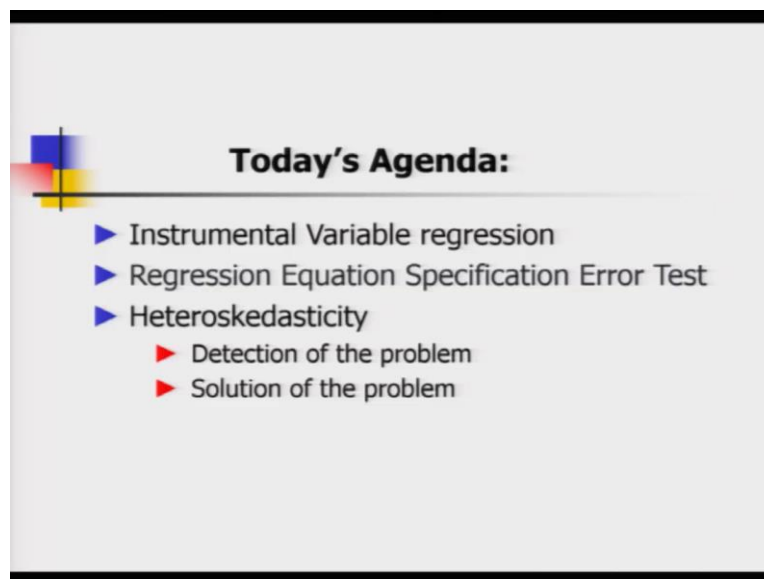 Today's Agenda:
Instrumental Variable regression
Regression Equation Specification Error Test
Heteroskedasticity
Detection of the problem
Solution of the problem